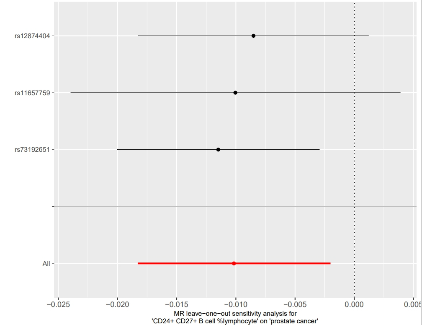 rs12874404
rs11657759
rs73192651
All
-0.025 -0.020 -0.015 -0.010 -0.005 0.000 0.005
MR leave-one-out sensitivity analysis for
'CD24+ CD27+ B cell %lymphocyte' on 'prostate cancer'